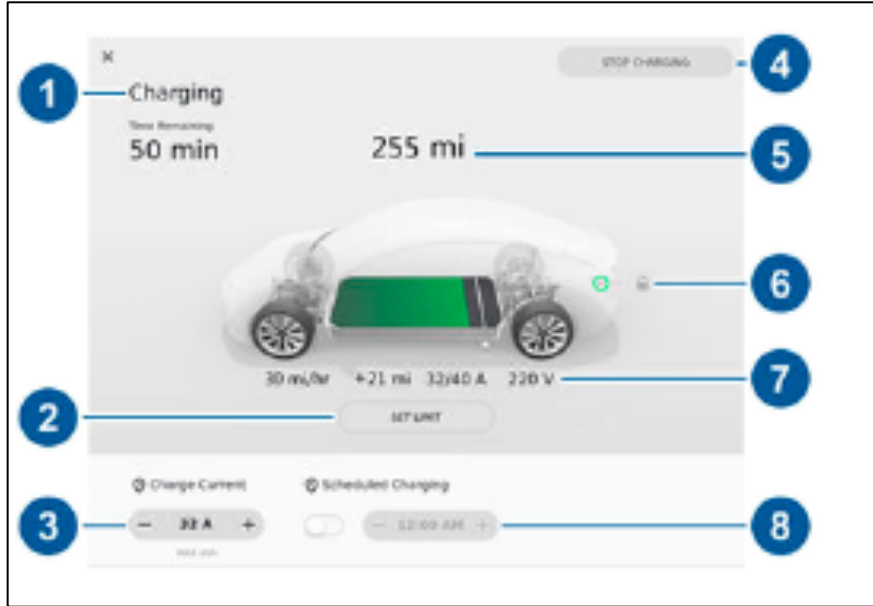 Charging
STOP CHARGING
Time Remaining
50 min
255 mi
30 mi/hr +21 mi 32/40 A 220 V
SET LIMIT
Charge Current
Scheduled Charging
− 32 A +
− 12:00 AM +
1
2
3
4
5
6
7
8